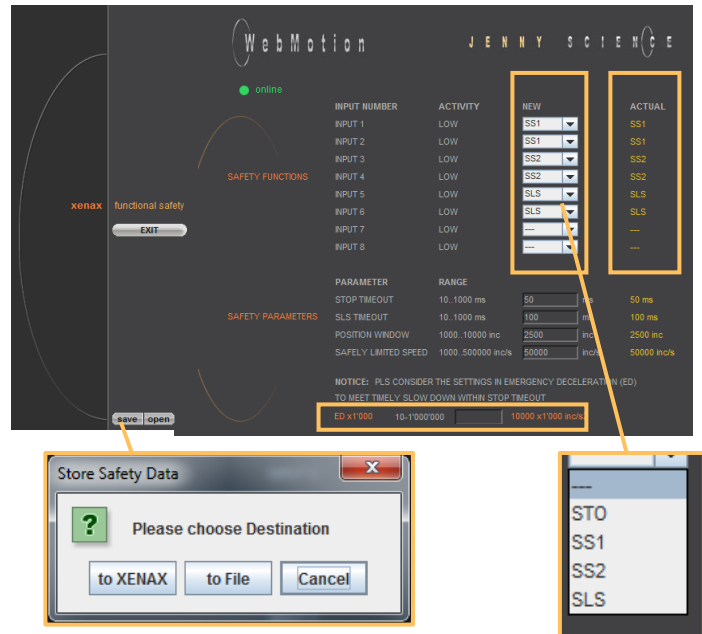 WebMotion JENNY SCIENCE
online
INPUT NUMBER ACTIVITY NEW ACTUAL
INPUT 1 LOW SS1 SS1
INPUT 2 LOW SS1 SS1
INPUT 3 LOW SS2 SS2
SAFETY FUNCTIONS INPUT 4 LOW SS2 SS2
INPUT 5 LOW SLS SLS
xenax functional safety INPUT 6 LOW SLS SLS
EXIT INPUT 7 LOW --- ---
INPUT 8 LOW --- ---
PARAMETER RANGE
STOP TIMEOUT 10..1000 ms 50 ms 50 ms
SAFETY PARAMETERS SLS TIMEOUT 10..1000 ms 100 ms 100 ms
POSITION WINDOW 1000..10000 inc 2500 inc 2500 inc
SAFELY LIMITED SPEED 1000..500000 inc/s 50000 inc/s 50000 inc/s
NOTICE: PLS CONSIDER THE SETTINGS IN EMERGENCY DECELERATION (ED)
TO MEET TIMELY SLOW DOWN WITHIN STOP TIMEOUT
save open ED x1'000 10-1'000'000 10000 x1'000 inc/s
Store Safety Data
? Please choose Destination
to XENAX to File Cancel
---
STO
SS1
SS2
SLS